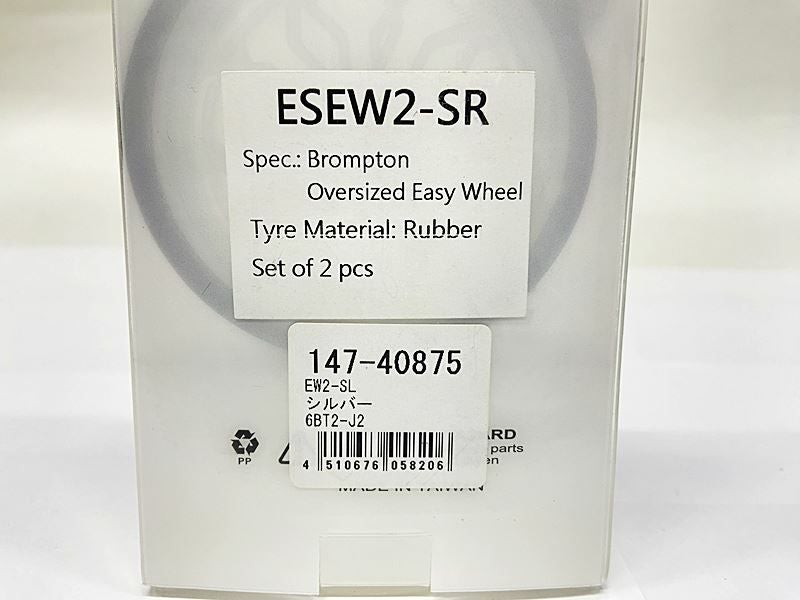 ESEW2-SR
Spec.: Brompton
Oversized Easy Wheel
Tyre Material: Rubber
Set of 2 pcs
147-40875
EW2-SL
シルバー
6BT2-J2
4 510676 058206
PP
parts
MADE IN TAIWAN